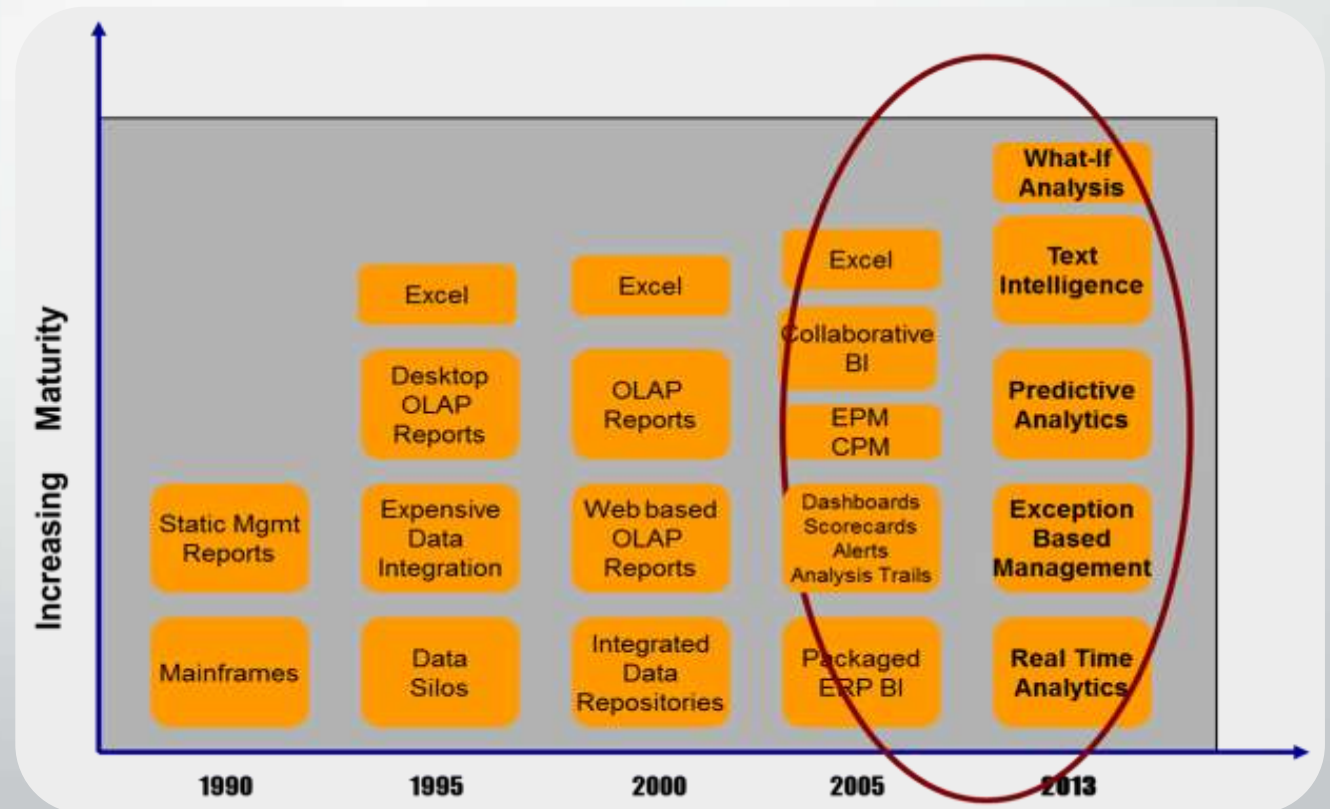 Increasing Maturity
What-If
Analysis
Excel
Excel
Excel
Text
Intelligence
Desktop
OLAP
Reports
OLAP
Reports
Collaborative
BI
EPM
CPM
Predictive
Analytics
Static Mgmt
Reports
Expensive
Data
Integration
Web based
OLAP
Reports
Dashboards
Scorecards
Alerts
Analysis Trails
Exception
Based
Management
Mainframes
Data
Silos
Integrated
Data
Repositories
Packaged
ERP BI
Real Time
Analytics
1990
1995
2000
2005
2013